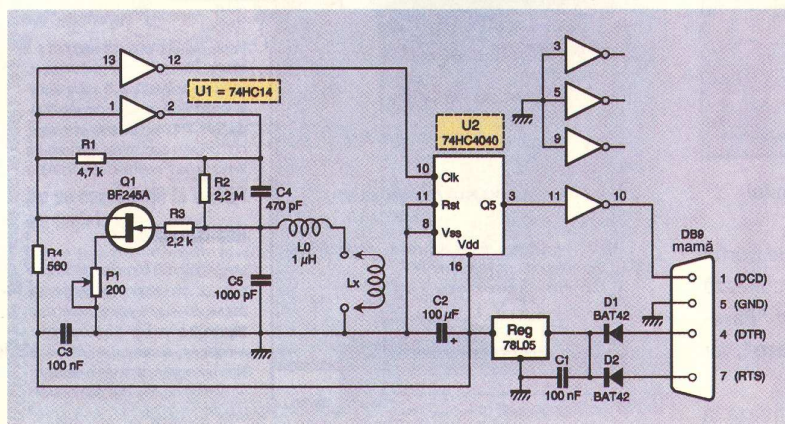 13
12
U1 = 74HC14
1
2
3
5
9
R1
4,7 k
Q1
BF245A
R2
2,2 M
C4
470 pF
R3
2,2 k
L0
1 µH
R4
560
P1
200
C5
1000 pF
Lx
C3
100 nF
U2
74HC4040
10
Clk
11
Rst
8
Vss
Vdd
16
Q5
3
11
10
C2
100 µF
+
Reg
78L05
C1
100 nF
D1
BAT42
D2
BAT42
DB9
mamă
1 (DCD)
5 (GND)
4 (DTR)
7 (RTS)